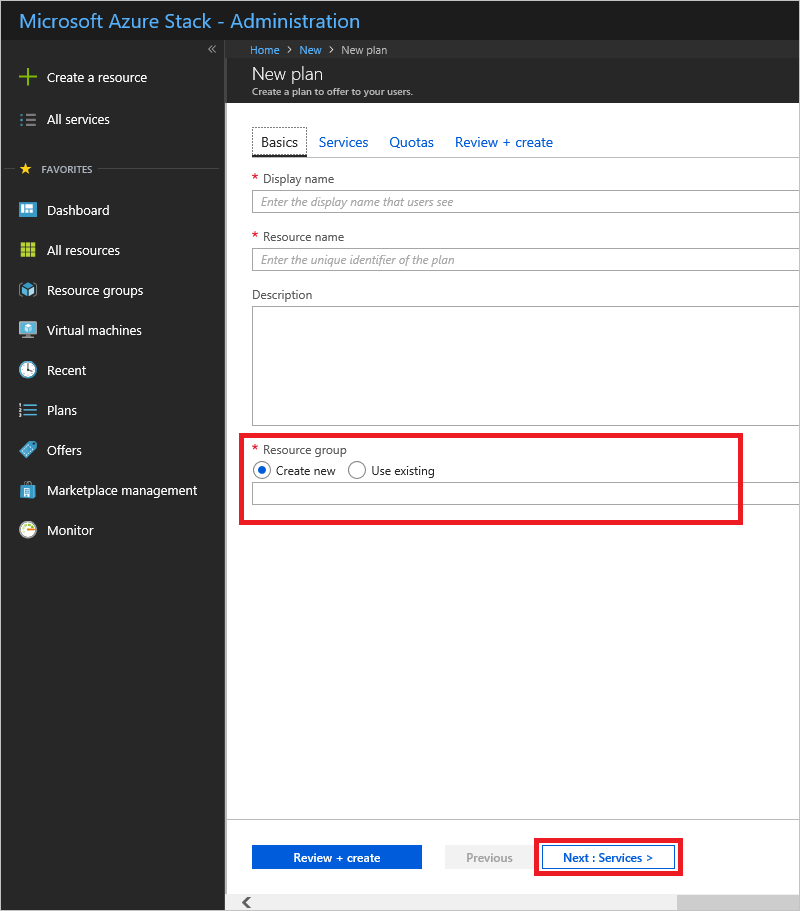 Microsoft Azure Stack - Administration
«
Create a resource
All services
FAVORITES
Dashboard
All resources
Resource groups
Virtual machines
Recent
Plans
Offers
Marketplace management
Monitor
Home > New > New plan
New plan
Create a plan to offer to your users.
Basics Services Quotas Review + create
* Display name
Enter the display name that users see
* Resource name
Enter the unique identifier of the plan
Description
* Resource group
Create new Use existing
Review + create Previous Next : Services >